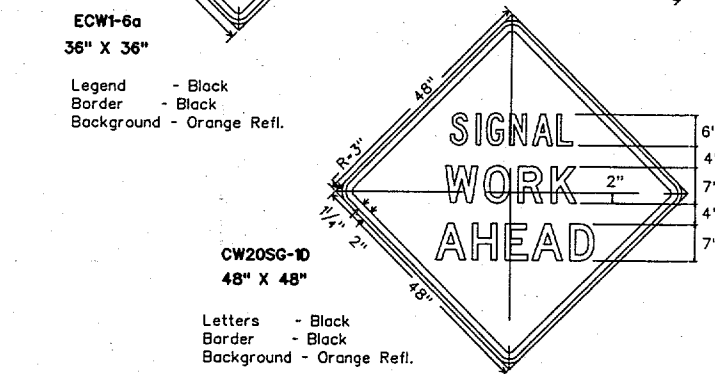 ECW1-6a
36" X 36"
Legend - Black
Border - Black
Background - Orange Refl.
48"
R=3"
SIGNAL
WORK
AHEAD
6"
4"
7"
4"
7"
2"
1 1/4" 2"
**
48"
CW20SG-1D
48" X 48"
Letters - Black
Border - Black
Background - Orange Refl.